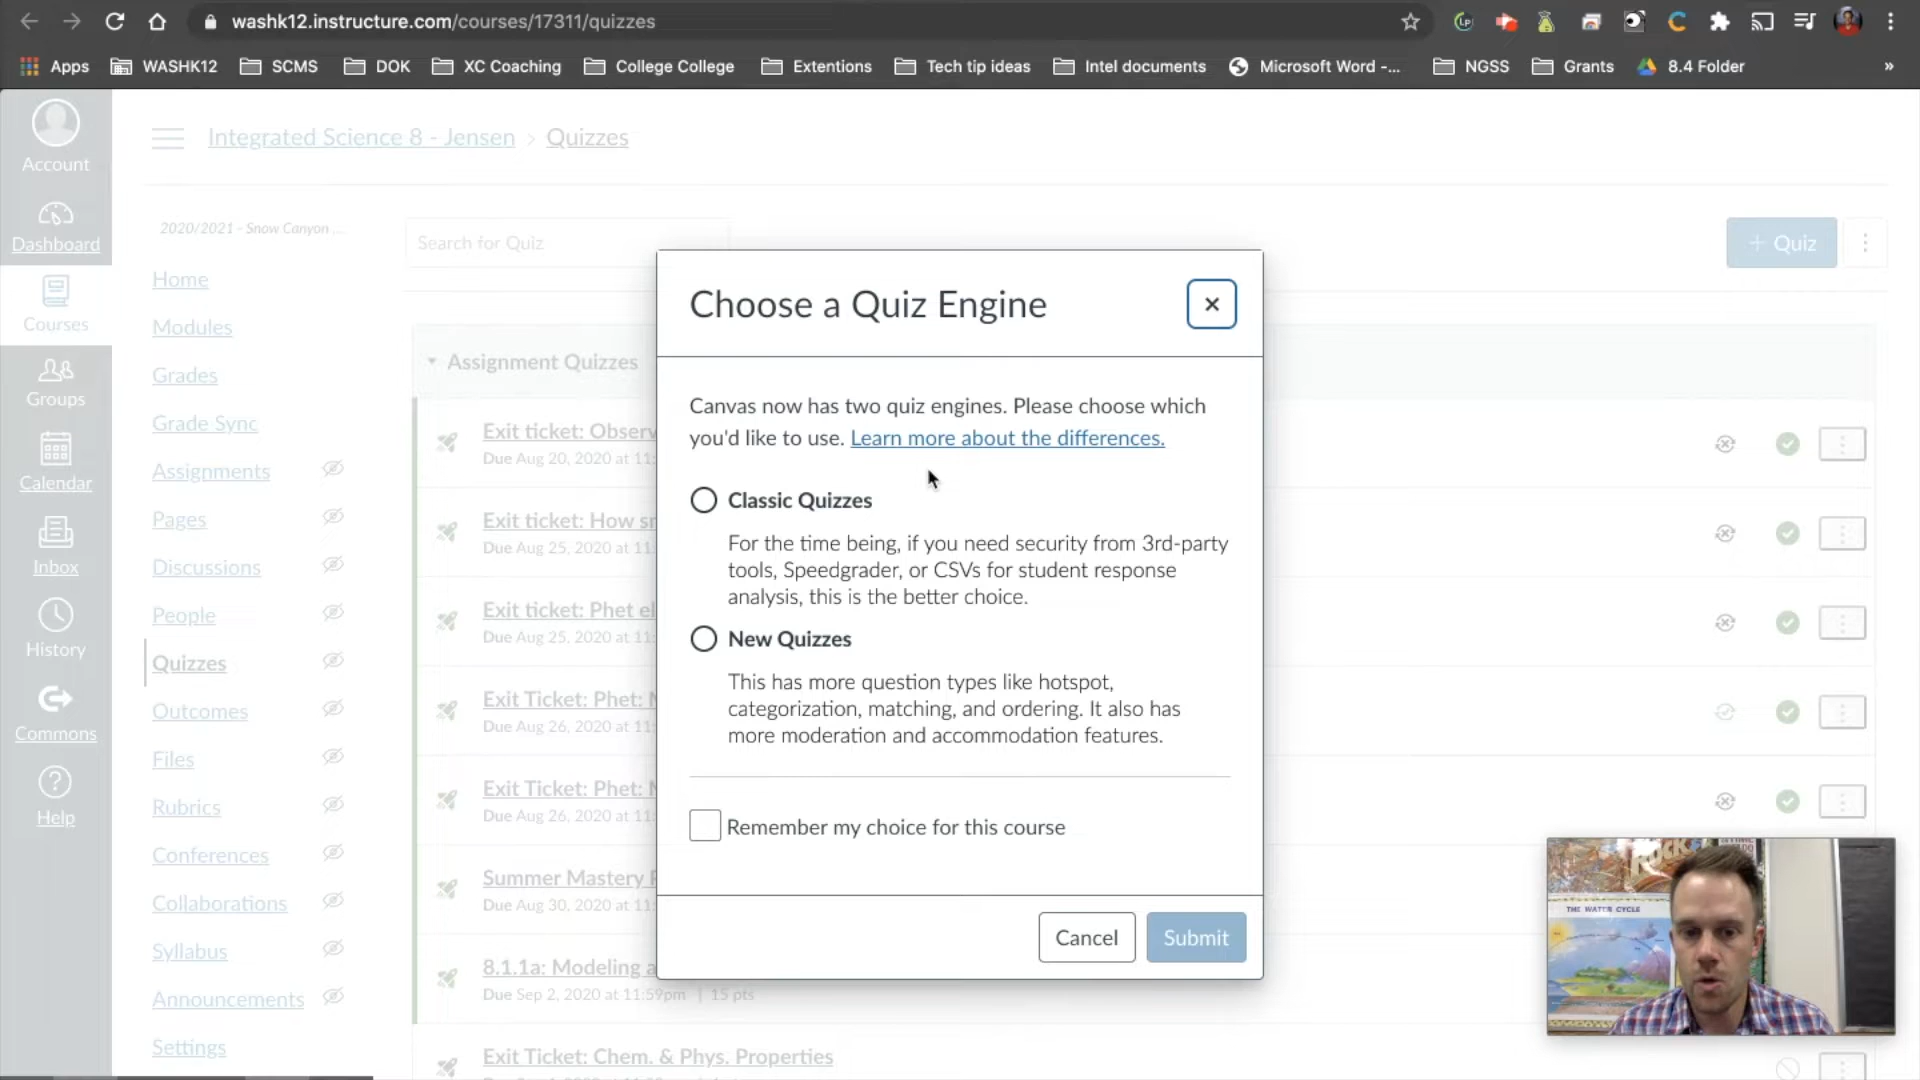 washk12.instructure.com/courses/17311/quizzes
Apps
WASHK12
SCMS
DOK
XC Coaching
College College
Extentions
Tech tip ideas
Intel documents
Microsoft Word -...
NGSS
Grants
8.4 Folder
»
Account
Dashboard
Courses
Groups
Calendar
Inbox
History
Commons
Help
Integrated Science 8 - Jensen › Quizzes
2020/2021 - Snow Canyon ...
Home
Modules
Grades
Grade Sync
Assignments
Pages
Discussions
People
Quizzes
Outcomes
Files
Rubrics
Conferences
Collaborations
Syllabus
Announcements
Settings
Search for Quiz
+ Quiz
Assignment Quizzes
Exit ticket: Observ
Due Aug 20, 2020 at 11:
Exit ticket: How sr
Due Aug 25, 2020 at 11:
Exit ticket: Phet el
Due Aug 25, 2020 at 11:
Exit Ticket: Phet:
Due Aug 26, 2020 at 11:
Exit Ticket: Phet:
Due Aug 26, 2020 at 11:
Summer Mastery
Due Aug 30, 2020 at 11:
8.1.1a: Modeling a
Due Sep 2, 2020 at 11:59pm | 15 pts
Exit Ticket: Chem. & Phys. Properties
Choose a Quiz Engine
Canvas now has two quiz engines. Please choose which
you'd like to use. Learn more about the differences.
Classic Quizzes
For the time being, if you need security from 3rd-party
tools, Speedgrader, or CSVs for student response
analysis, this is the better choice.
New Quizzes
This has more question types like hotspot,
categorization, matching, and ordering. It also has
more moderation and accommodation features.
Remember my choice for this course
Cancel
Submit
THE WATER CYCLE